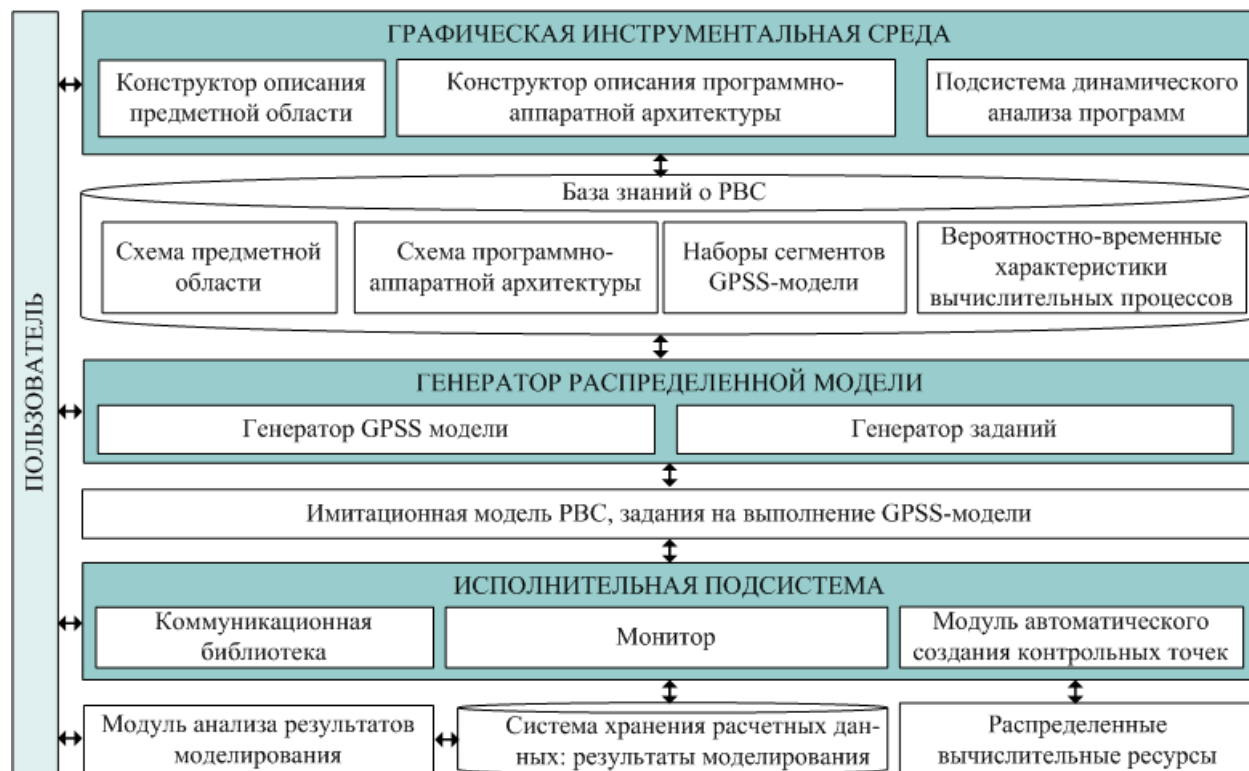 ПОЛЬЗОВАТЕЛЬ
ГРАФИЧЕСКАЯ ИНСТРУМЕНТАЛЬНАЯ СРЕДА
Конструктор описания
предметной области
Конструктор описания программно-
аппаратной архитектуры
Подсистема динамического
анализа программ
База знаний о РВС
Схема предметной
области
Схема программно-
аппаратной архитектуры
Наборы сегментов
GPSS-модели
Вероятностно-временные
характеристики
вычислительных процессов
ГЕНЕРАТОР РАСПРЕДЕЛЕННОЙ МОДЕЛИ
Генератор GPSS модели
Генератор заданий
Имитационная модель РВС, задания на выполнение GPSS-модели
ИСПОЛНИТЕЛЬНАЯ ПОДСИСТЕМА
Коммуникационная
библиотека
Монитор
Модуль автоматического
создания контрольных точек
Модуль анализа результатов
моделирования
Система хранения расчетных дан-
ных: результаты моделирования
Распределенные
вычислительные ресурсы